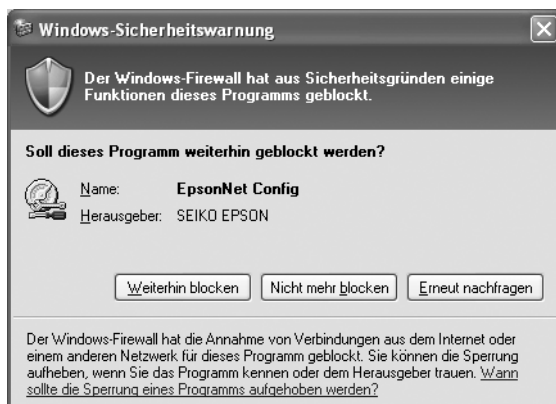 Windows-Sicherheitswarnung
Der Windows-Firewall hat aus Sicherheitsgründen einige
Funktionen dieses Programms geblockt.
Soll dieses Programm weiterhin geblockt werden?
Name: EpsonNet Config
Herausgeber: SEIKO EPSON
Weiterhin blocken Nicht mehr blocken Erneut nachfragen
Der Windows-Firewall hat die Annahme von Verbindungen aus dem Internet oder
einem anderen Netzwerk für dieses Programm geblockt. Sie können die Sperrung
aufheben, wenn Sie das Programm kennen oder dem Herausgeber trauen. Wann
sollte die Sperrung eines Programms aufgehoben werden?